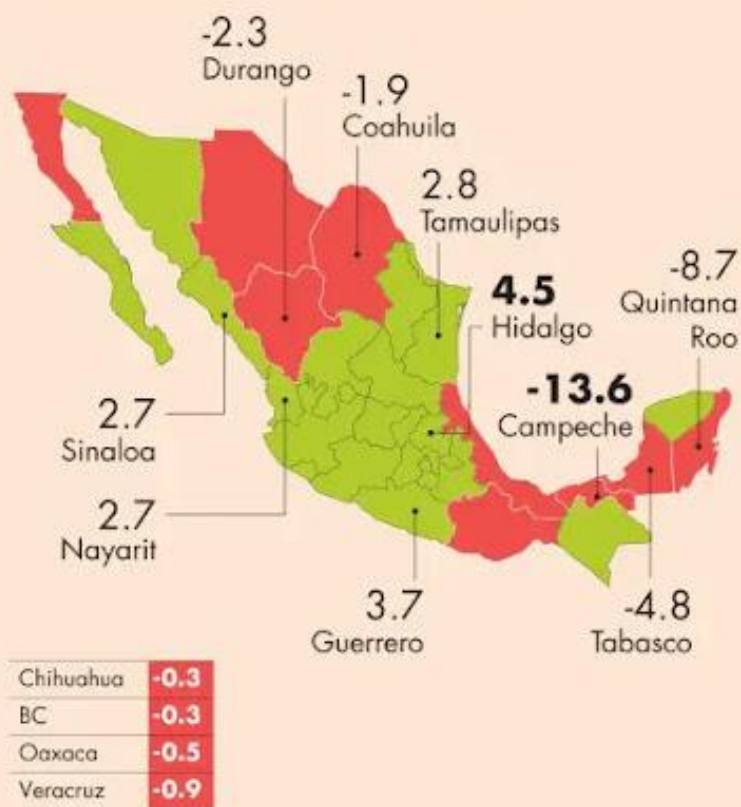 -2.3
Durango
-1.9
Coahuila
2.8
Tamaulipas
4.5
Hidalgo
-8.7
Quintana
Roo
-13.6
Campeche
2.7
Sinaloa
2.7
Nayarit
3.7
Guerrero
-4.8
Tabasco
Chihuahua -0.3
BC -0.3
Oaxaca -0.5
Veracruz -0.9